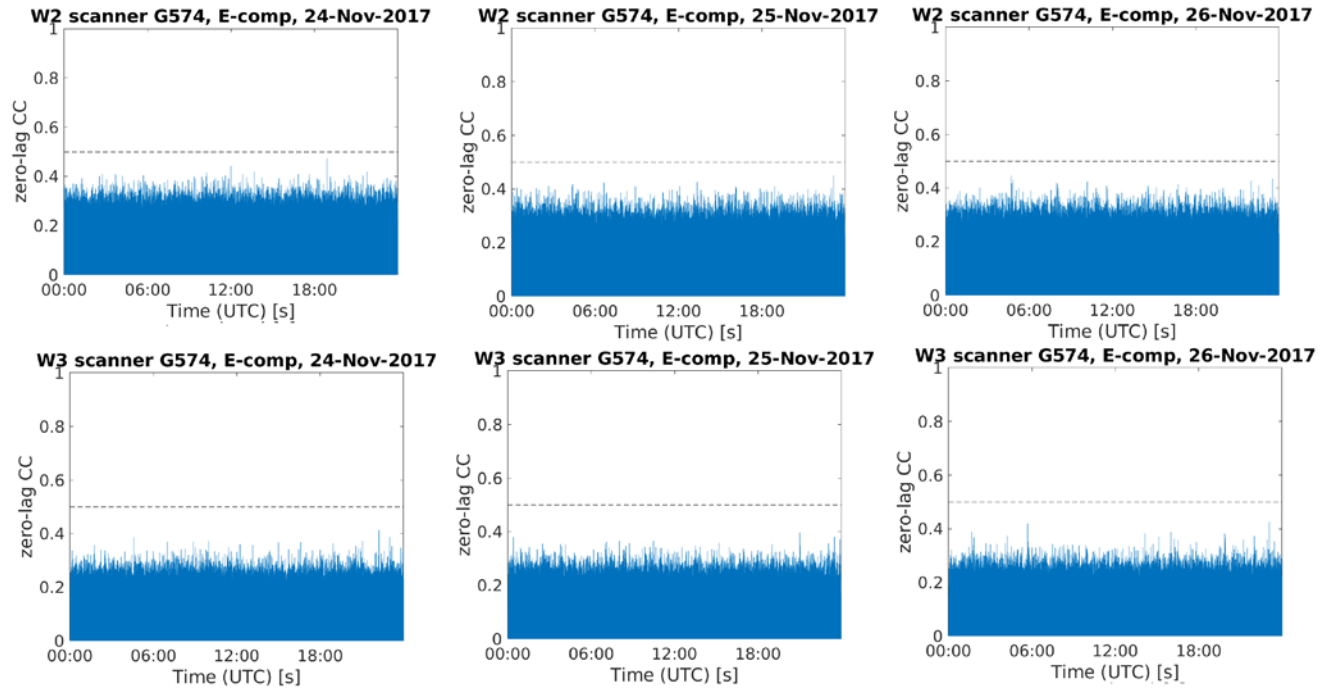 W2 scanner G574, E-comp, 24-Nov-2017
1
0.8
0.6
0.4
0.2
0
zero-lag CC
00:00 06:00 12:00 18:00
Time (UTC) [s]
W2 scanner G574, E-comp, 25-Nov-2017
1
0.8
0.6
0.4
0.2
0
zero-lag CC
00:00 06:00 12:00 18:00
Time (UTC) [s]
W2 scanner G574, E-comp, 26-Nov-2017
1
0.8
0.6
0.4
0.2
0
zero-lag CC
00:00 06:00 12:00 18:00
Time (UTC) [s]
W3 scanner G574, E-comp, 24-Nov-2017
1
0.8
0.6
0.4
0.2
0
zero-lag CC
00:00 06:00 12:00 18:00
Time (UTC) [s]
W3 scanner G574, E-comp, 25-Nov-2017
1
0.8
0.6
0.4
0.2
0
zero-lag CC
00:00 06:00 12:00 18:00
Time (UTC) [s]
W3 scanner G574, E-comp, 26-Nov-2017
1
0.8
0.6
0.4
0.2
0
zero-lag CC
00:00 06:00 12:00 18:00
Time (UTC) [s]